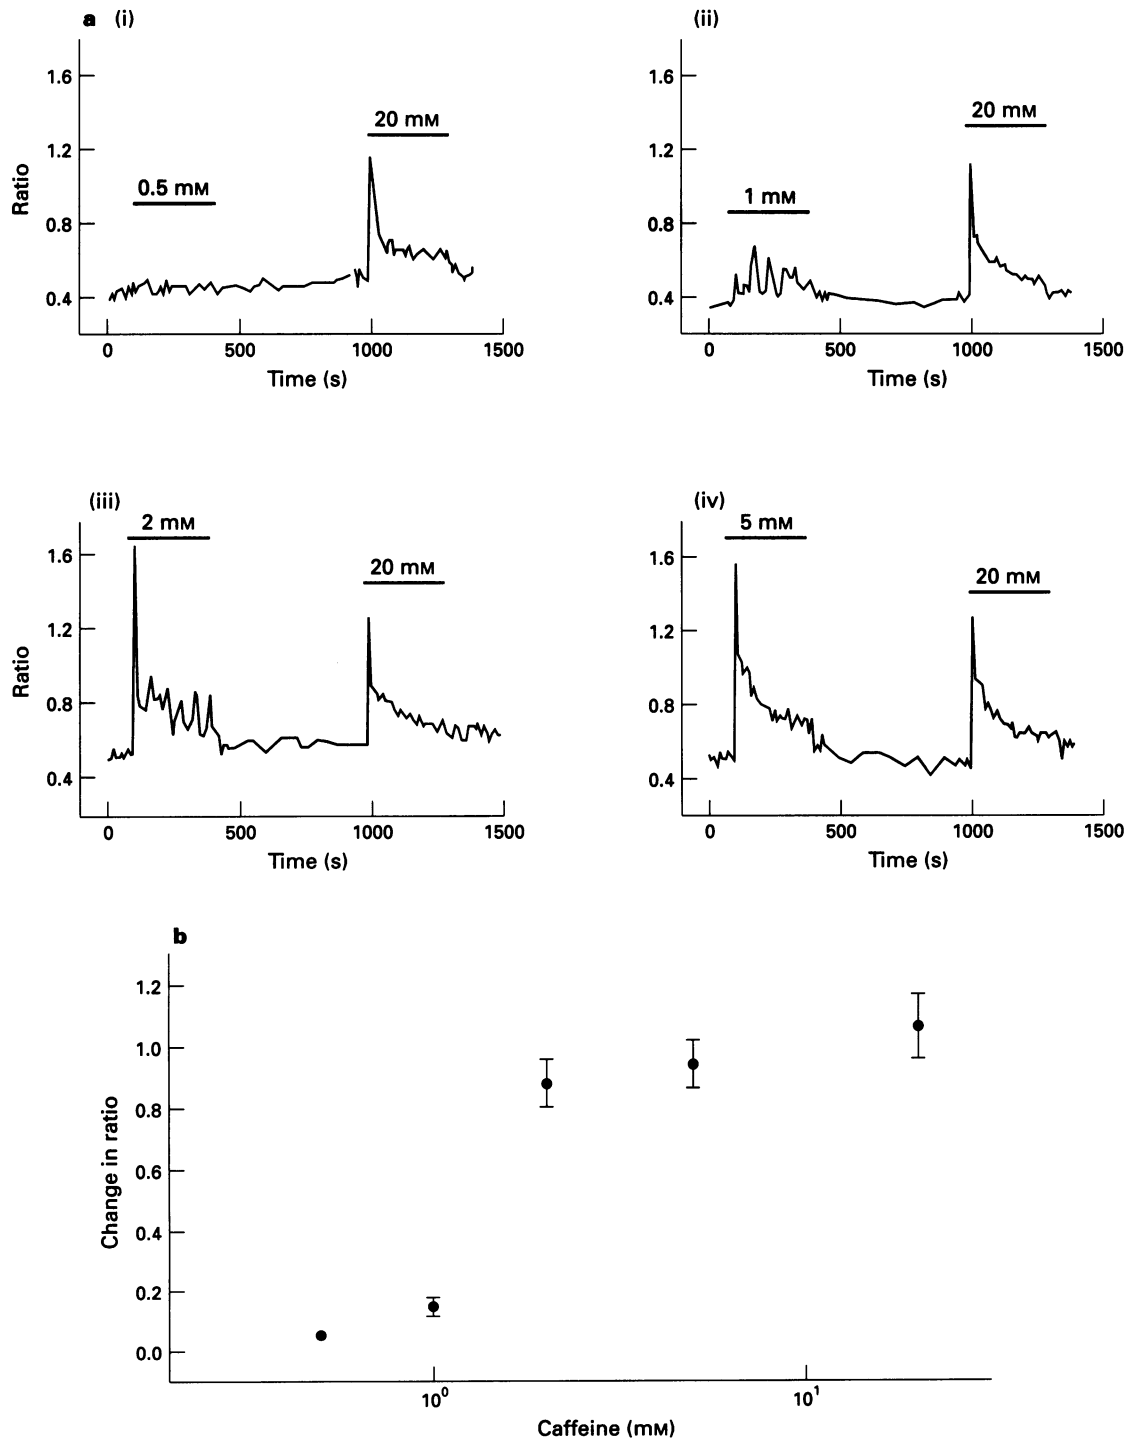 a (i)
1.6
1.2
0.8
0.4
Ratio
20 mM
0.5 mM
0 500 1000 1500
Time (s)
(ii)
1.6
1.2
0.8
0.4
20 mM
1 mM
0 500 1000 1500
Time (s)
(iii)
2 mM
1.6
1.2
0.8
0.4
Ratio
20 mM
0 500 1000 1500
Time (s)
(iv)
5 mM
1.6
1.2
0.8
0.4
20 mM
0 500 1000 1500
Time (s)
b
1.2
1.0
0.8
0.6
0.4
0.2
0.0
Change in ratio
10⁰ 10¹
Caffeine (mM)